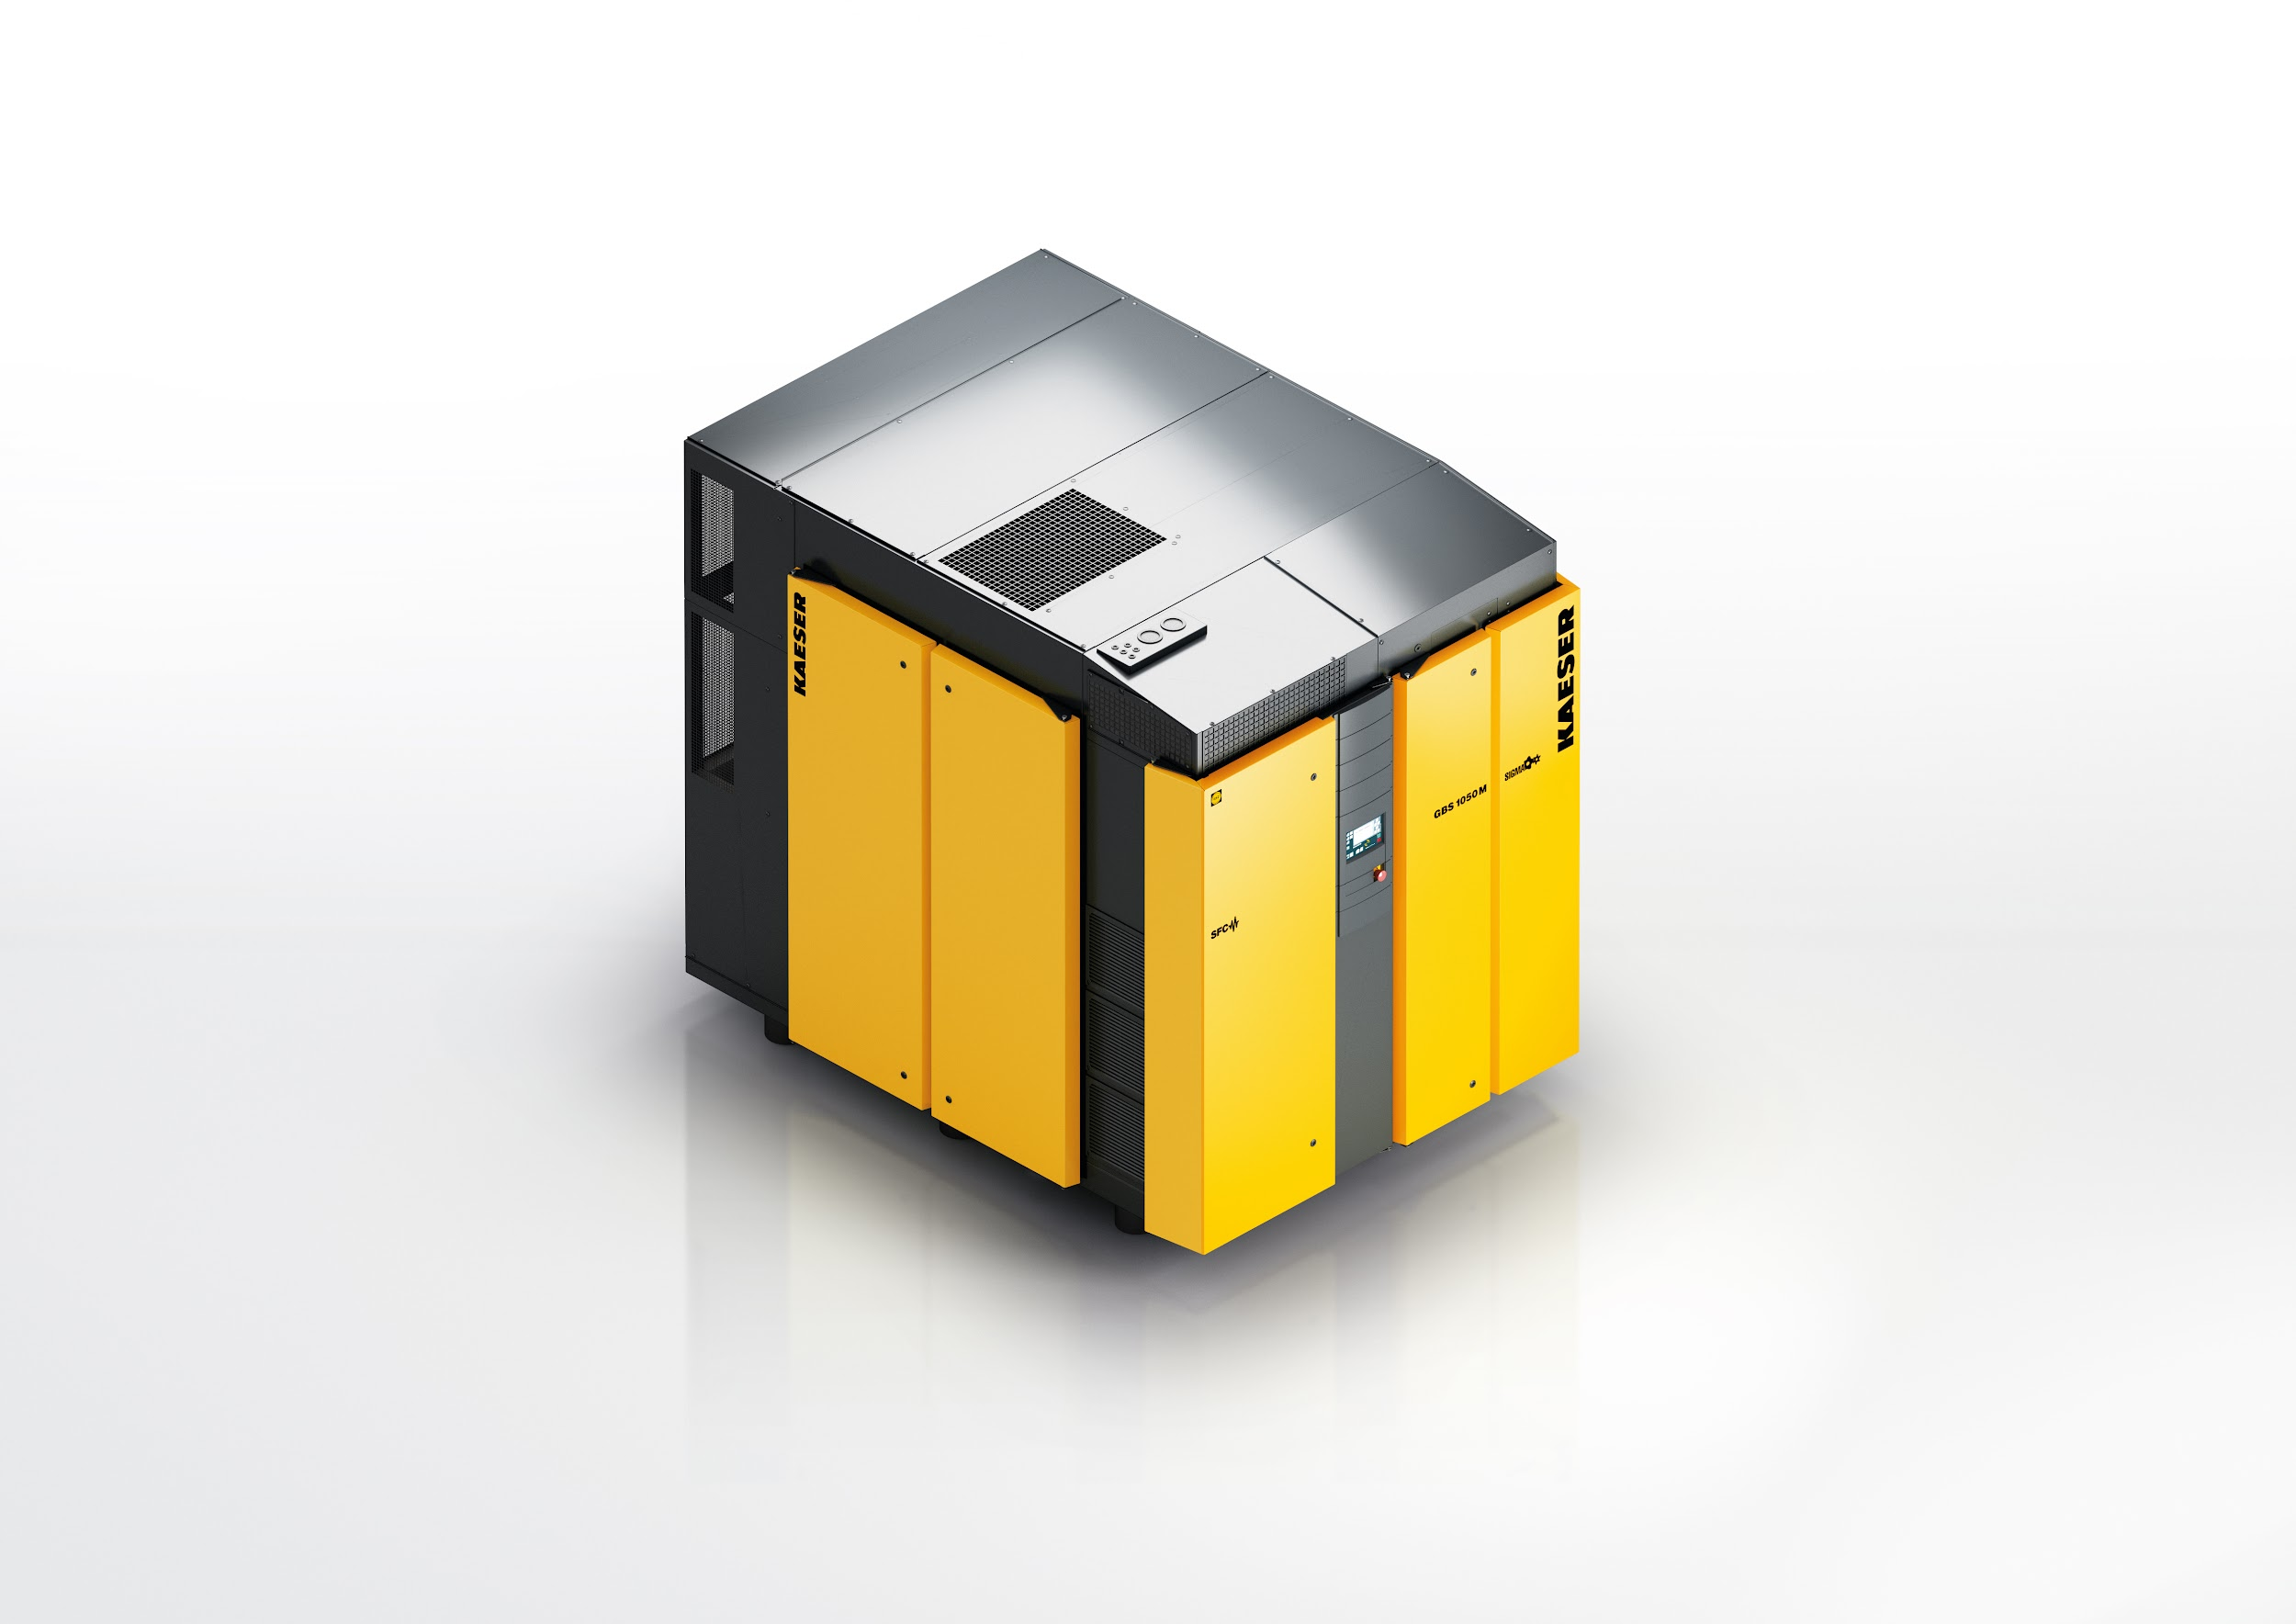 KAESER
KAESER
SIGMA
GBS 1050 M
SFC